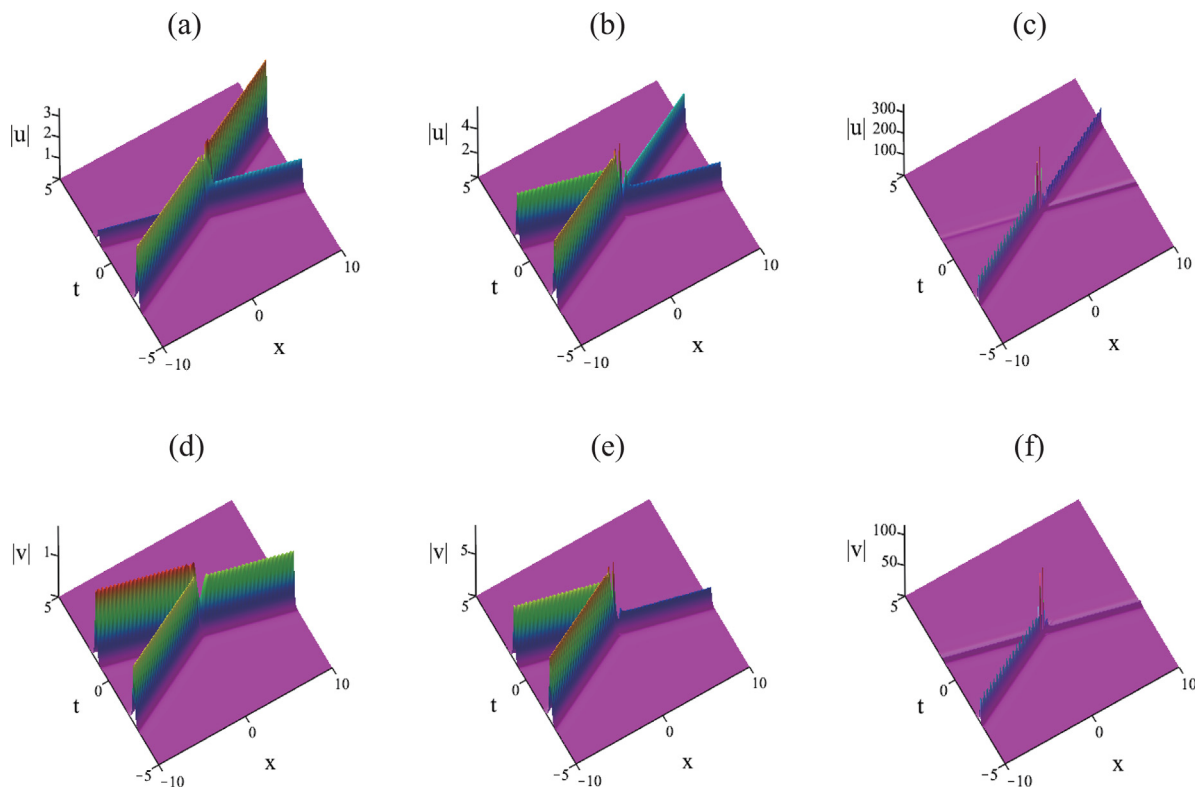 (a) (b) (c)
|u| 3 2 1 5 0 −5 t −10 0 10 x
|u| 4 2 5 0 −5 t −10 0 10 x
|u| 300 200 100 5 0 −5 t −10 0 10 x
(d) (e) (f)
|v| 1 5 0 −5 t −10 0 10 x
|v| 5 5 0 −5 t −10 0 10 x
|v| 100 50 5 0 −5 t −10 0 10 x